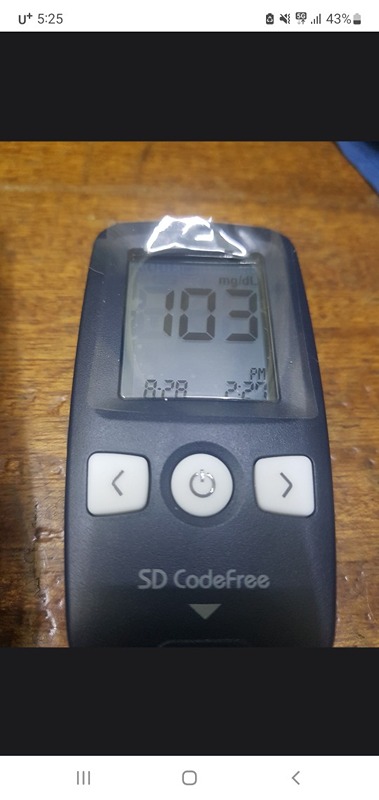 U+ 5:25 43%
mg/dL
103
PM
8-28 2:27
SD CodeFree